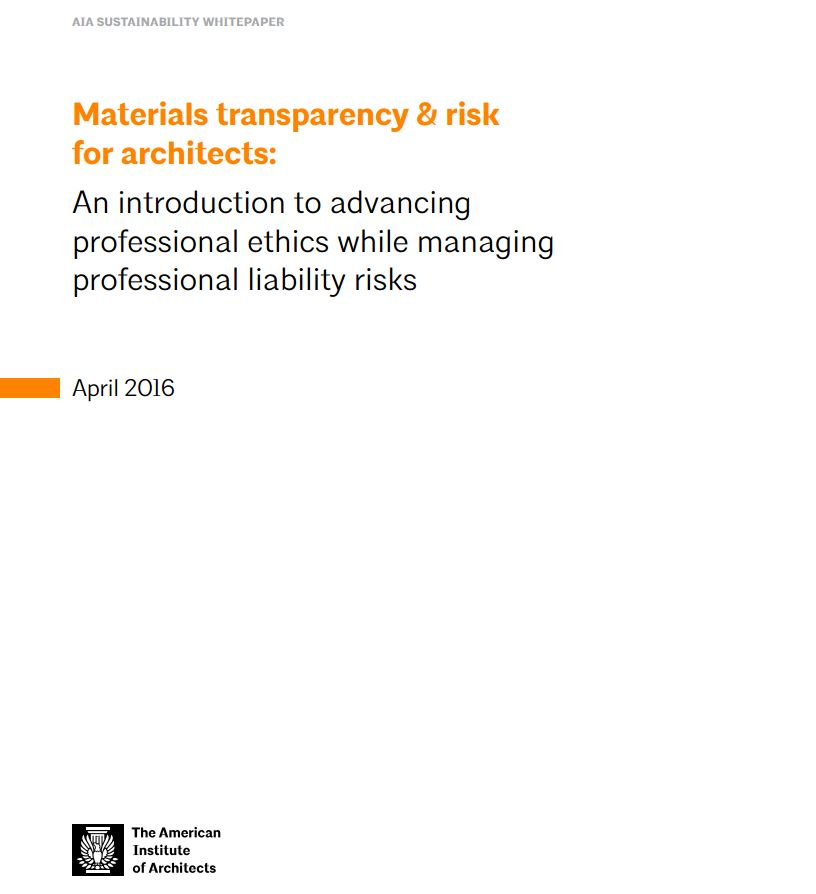 AIA SUSTAINABILITY WHITEPAPER
Materials transparency & risk
for architects:
An introduction to advancing
professional ethics while managing
professional liability risks
April 2016
The American
Institute
of Architects